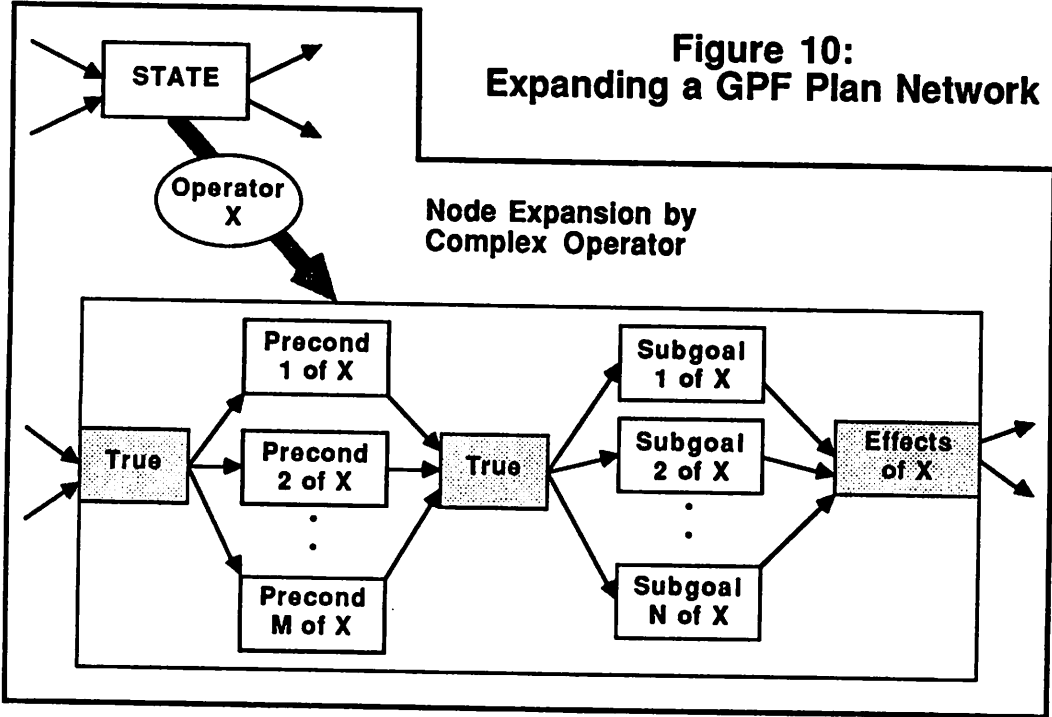 Figure 10:
Expanding a GPF Plan Network
STATE
Operator
X
Node Expansion by
Complex Operator
True
Precond
1 of X
Precond
2 of X
Precond
M of X
True
Subgoal
1 of X
Subgoal
2 of X
Subgoal
N of X
Effects
of X